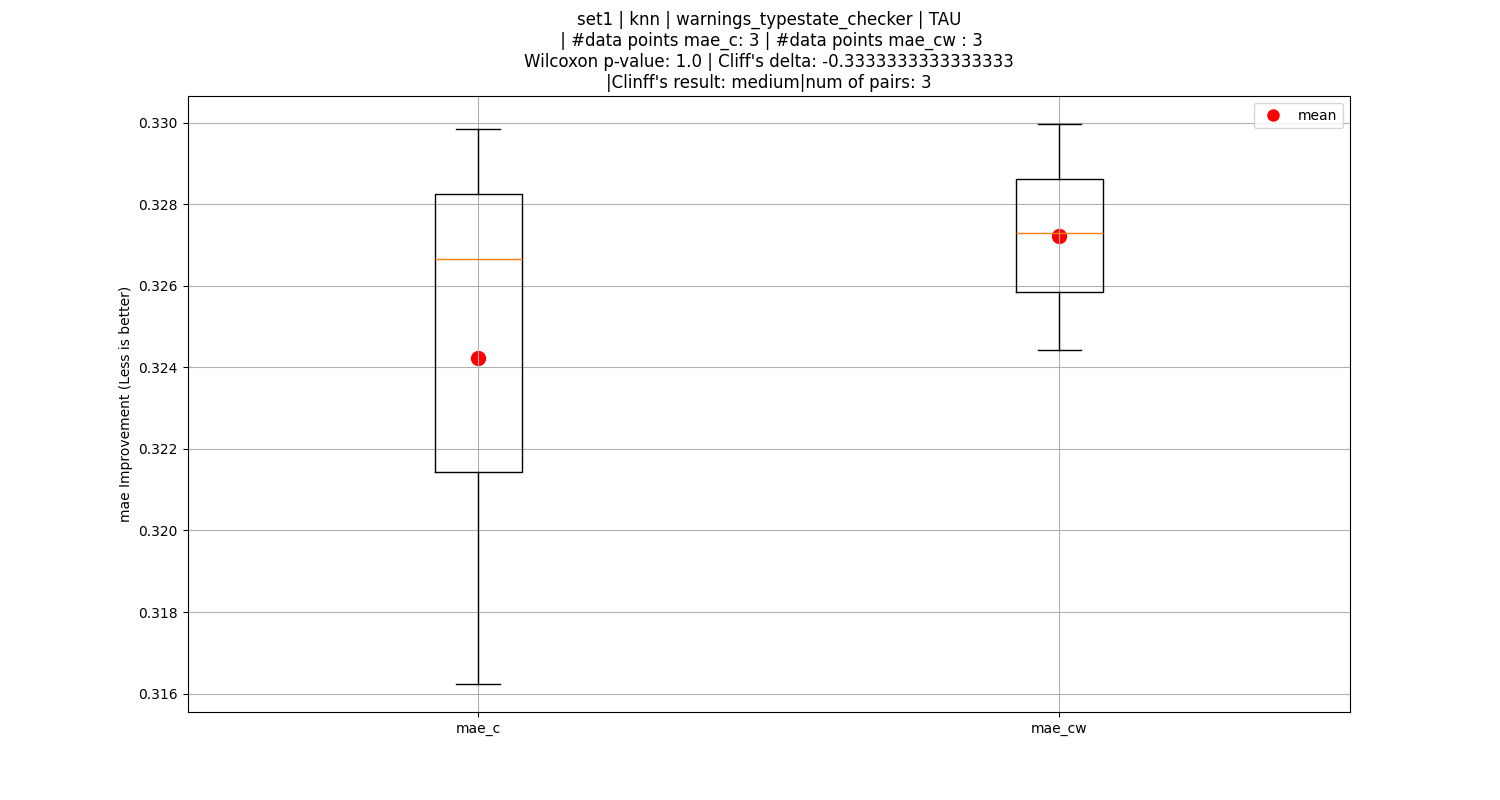 set1 | knn | warnings_typestate_checker | TAU
| #data points mae_c: 3 | #data points mae_cw : 3
Wilcoxon p-value: 1.0 | Cliff's delta: -0.3333333333333333
|Clinff's result: medium|num of pairs: 3
mean
mae Improvement (Less is better)
0.330
0.328
0.326
0.324
0.322
0.320
0.318
0.316
mae_c
mae_cw